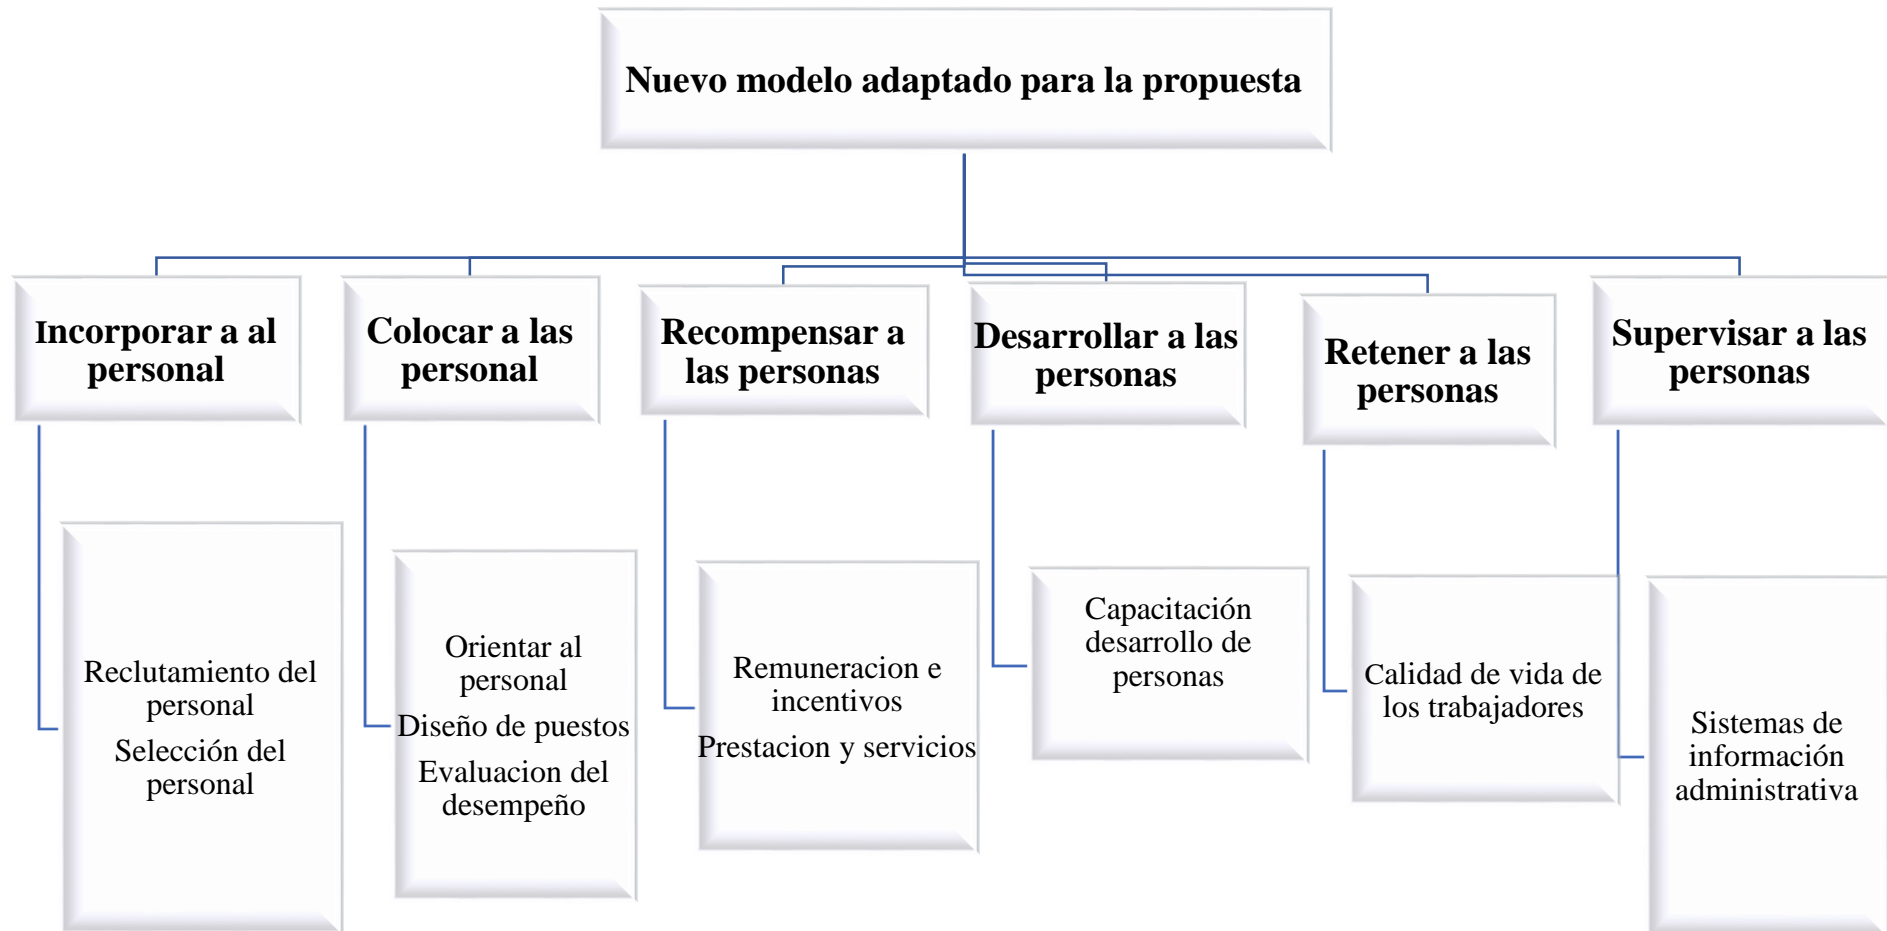 Nuevo modelo adaptado para la propuesta
Incorporar a al
personal
Colocar a las
personal
Recompensar a
las personas
Desarrollar a las
personas
Retener a las
personas
Supervisar a las
personas
Reclutamiento del
personal
Selección del
personal
Orientar al
personal
Diseño de puestos
Evaluacion del
desempeño
Remuneracion e
incentivos
Prestacion y servicios
Capacitación
desarrollo de
personas
Calidad de vida de
los trabajadores
Sistemas de
información
administrativa